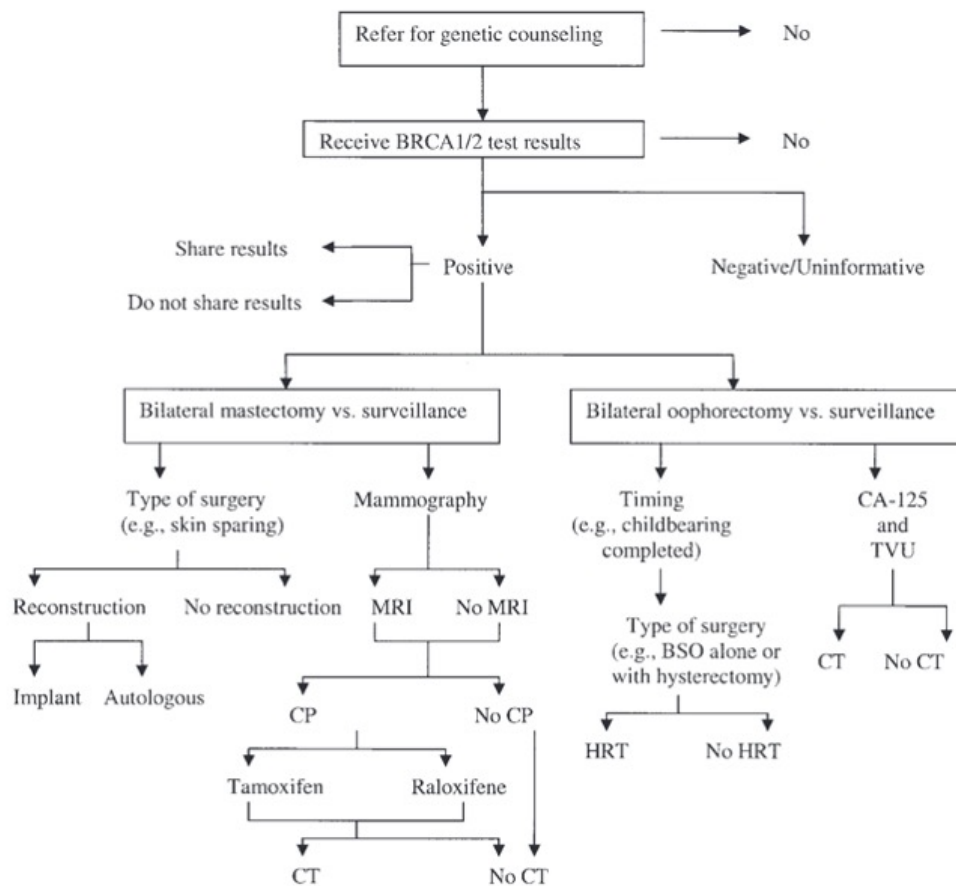 Refer for genetic counseling
No
Receive BRCA1/2 test results
No
Share results
Positive
Negative/Uninformative
Do not share results
Bilateral mastectomy vs. surveillance
Bilateral oophorectomy vs. surveillance
Type of surgery
(e.g., skin sparing)
Mammography
Timing
(e.g., childbearing
completed)
CA-125
and
TVU
Reconstruction
No reconstruction
MRI
No MRI
Type of surgery
(e.g., BSO alone or
with hysterectomy)
CT
No CT
Implant
Autologous
CP
No CP
HRT
No HRT
Tamoxifen
Raloxifene
CT
No CT